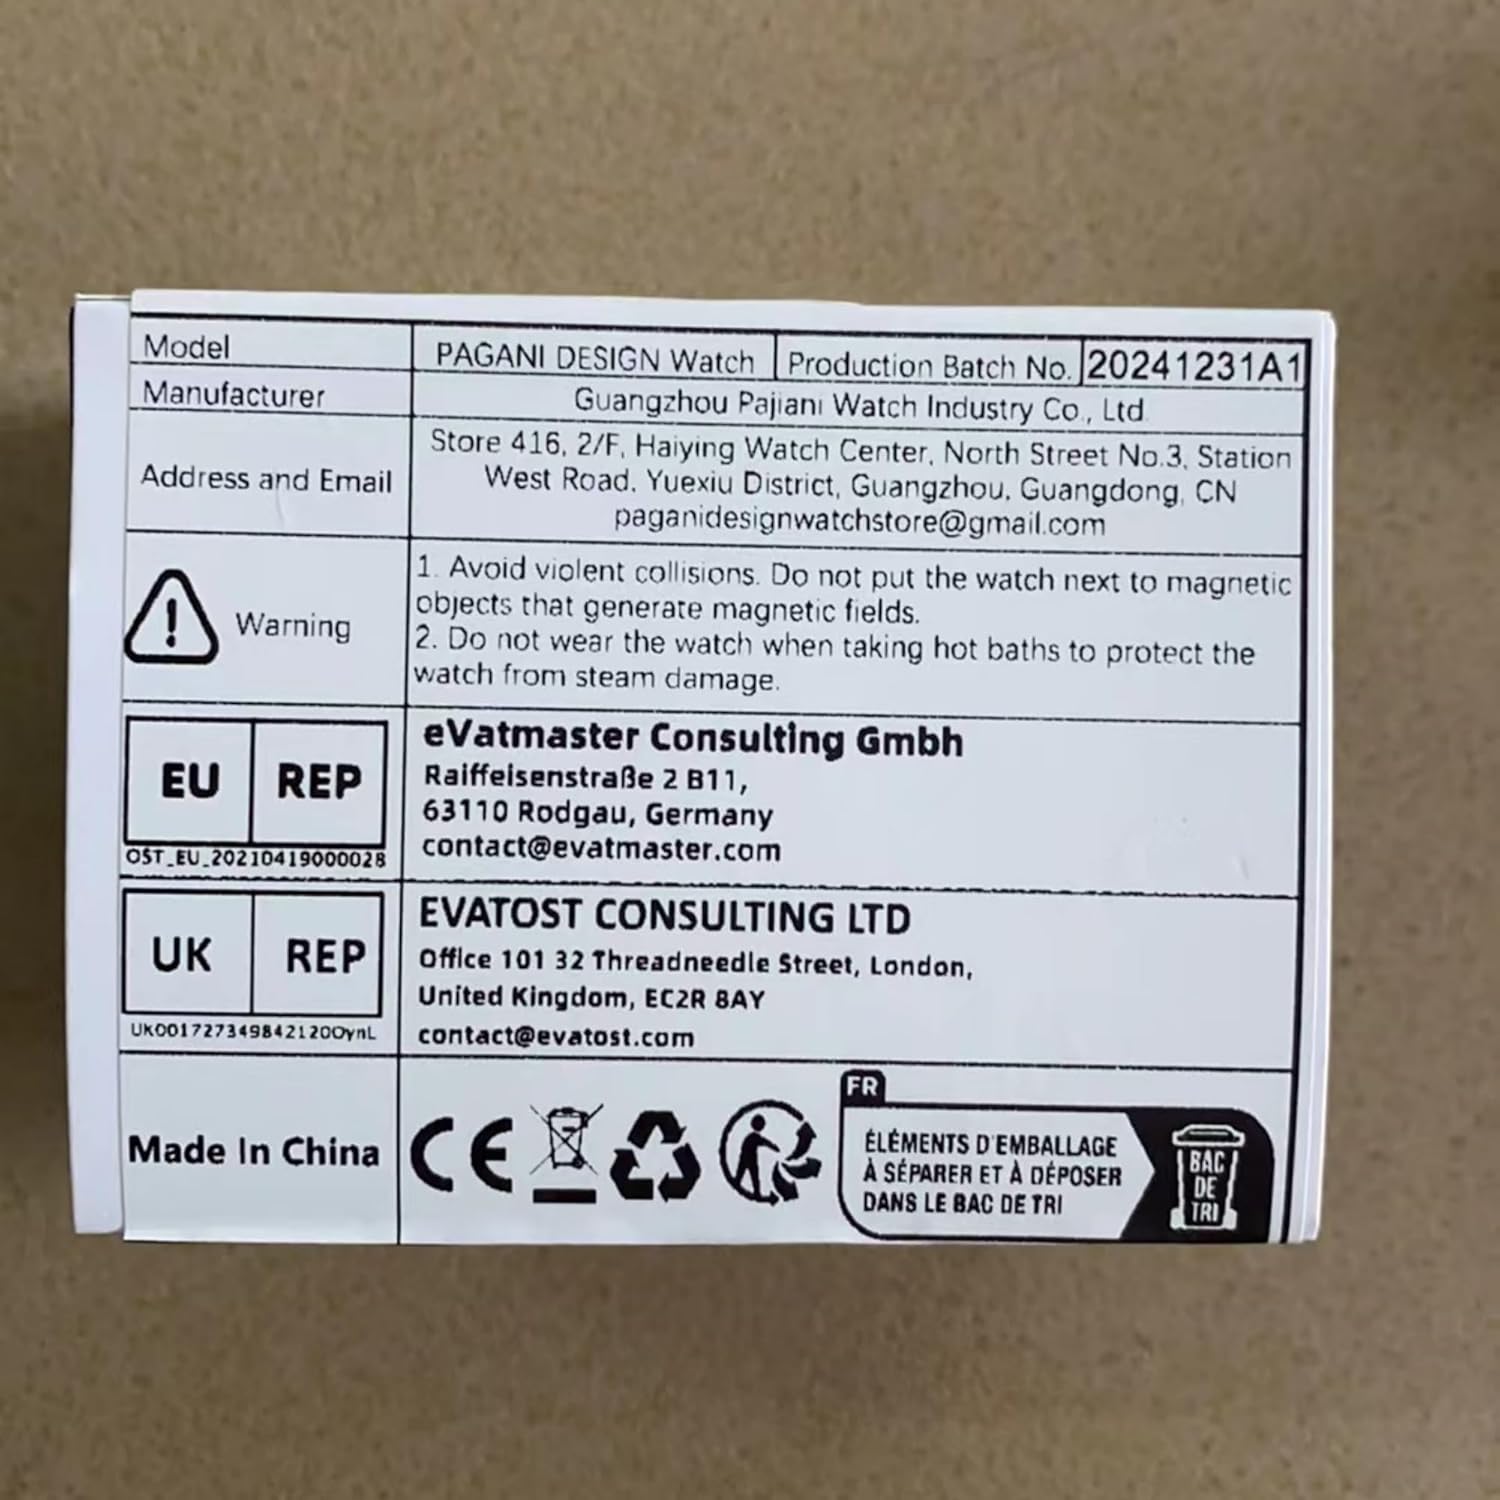 Model PAGANI DESIGN Watch Production Batch No. 20241231A1
Manufacturer Guangzhou Pajiani Watch Industry Co., Ltd.
Address and Email
Store 416, 2/F, Haiying Watch Center, North Street No.3, Station
West Road, Yuexiu District, Guangzhou, Guangdong, CN
paganidesignwatchstore@gmail.com
! Warning
1. Avoid violent collisions. Do not put the watch next to magnetic
objects that generate magnetic fields.
2. Do not wear the watch when taking hot baths to protect the
watch from steam damage.
EU REP
OST_EU_20210419000028
eVatmaster Consulting Gmbh
Raiffeisenstraße 2 B11,
63110 Rodgau, Germany
contact@evatmaster.com
UK REP
UK001727349842120OynL
EVATOST CONSULTING LTD
Office 101 32 Threadneedle Street, London,
United Kingdom, EC2R 8AY
contact@evatost.com
Made In China
CE
FR
ÉLÉMENTS D'EMBALLAGE
À SÉPARER ET À DÉPOSER
DANS LE BAC DE TRI
BAC
DE
TRI